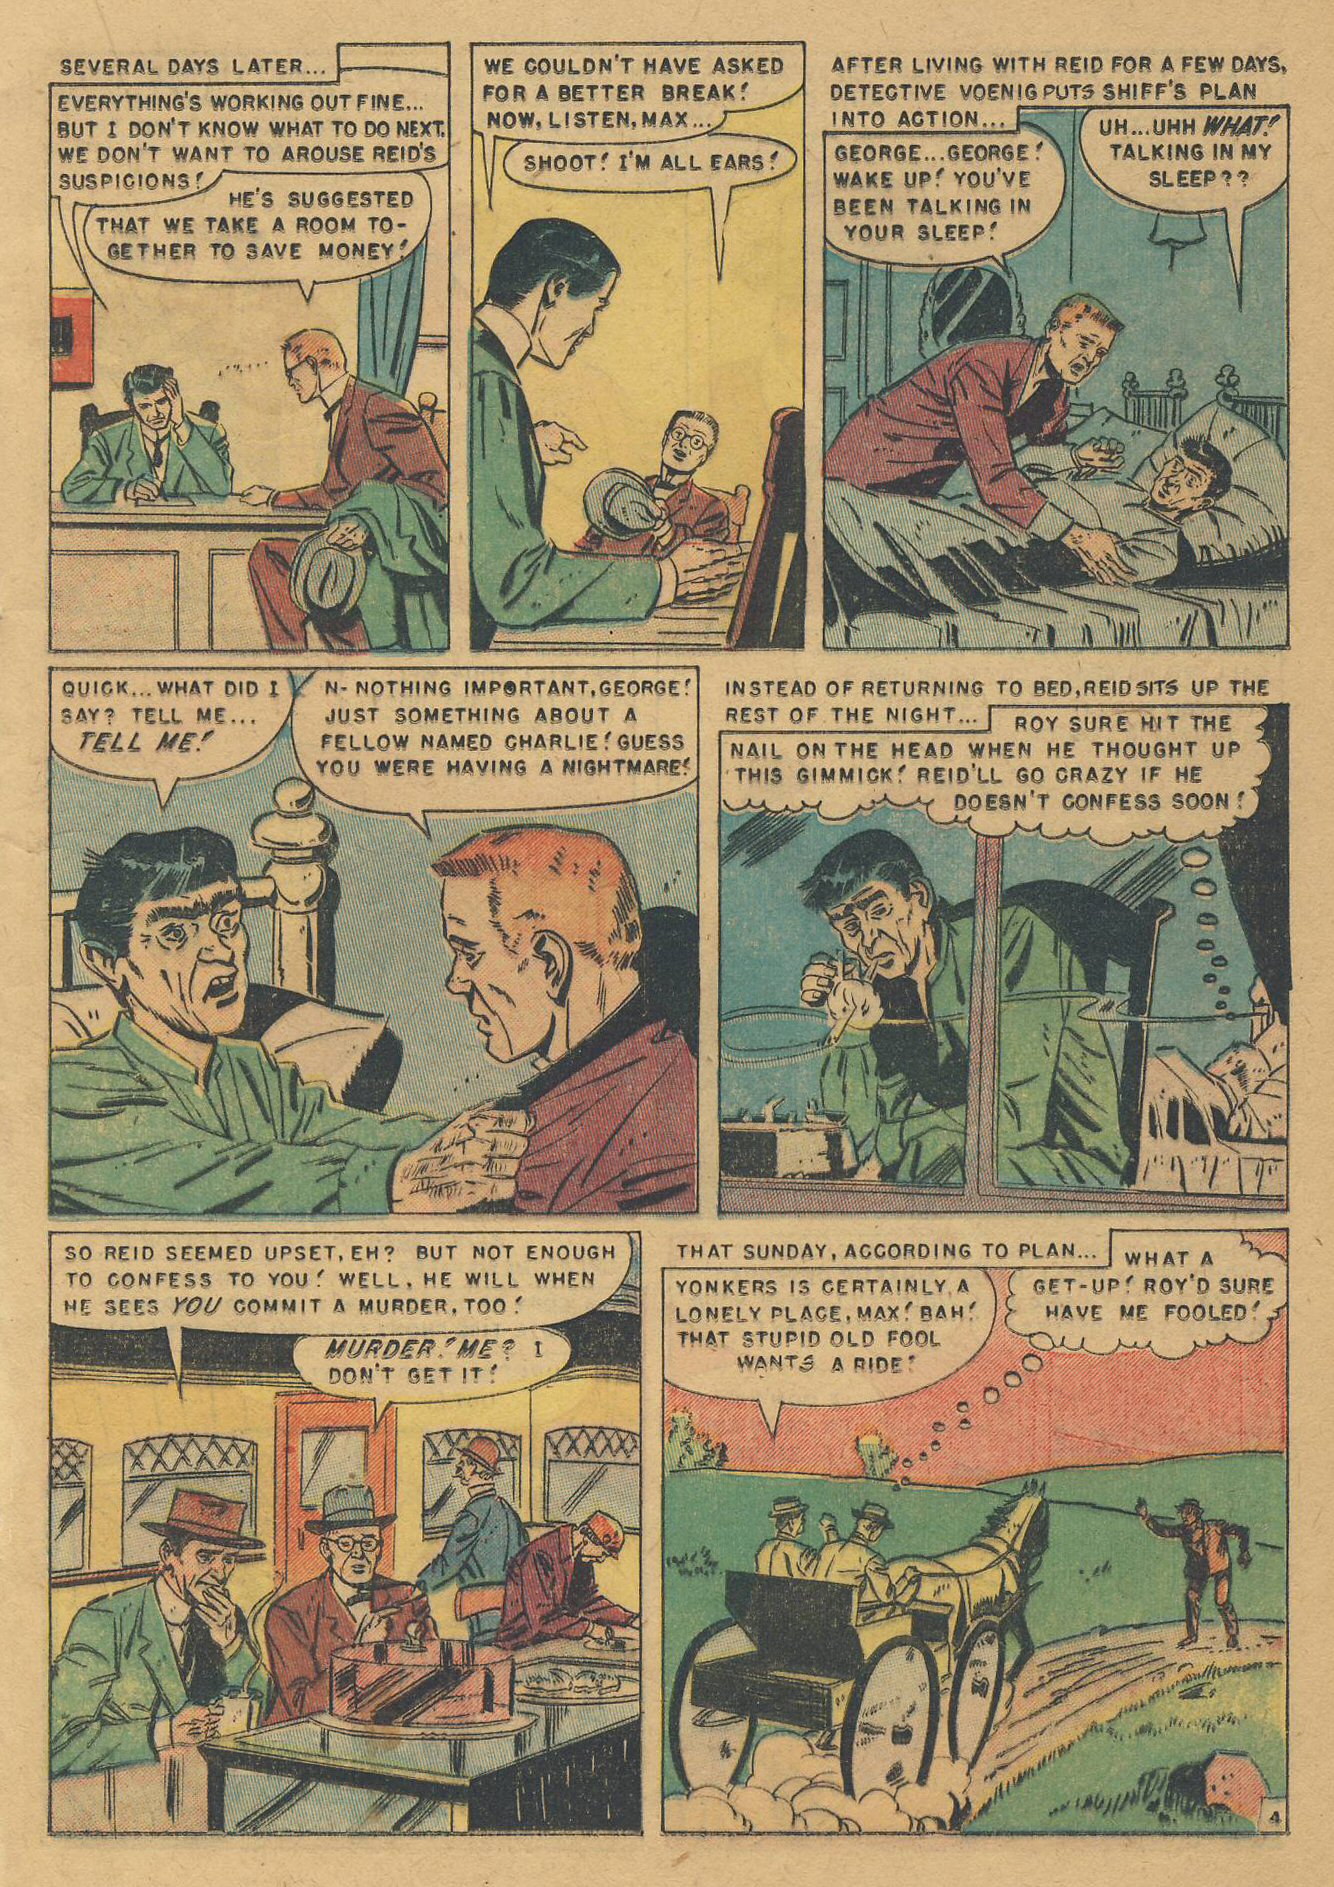 SEVERAL DAYS LATER...
EVERYTHING'S WORKING OUT FINE...
BUT I DON'T KNOW WHAT TO DO NEXT.
WE DON'T WANT TO AROUSE REID'S
SUSPICIONS!
HE'S SUGGESTED
THAT WE TAKE A ROOM TO-
GETHER TO SAVE MONEY!
WE COULDN'T HAVE ASKED
FOR A BETTER BREAK!
NOW, LISTEN, MAX...
SHOOT! I'M ALL EARS!
AFTER LIVING WITH REID FOR A FEW DAYS,
DETECTIVE VOENIG PUTS SHIFF'S PLAN
INTO ACTION...
GEORGE...GEORGE!
WAKE UP! YOU'VE
BEEN TALKING IN
YOUR SLEEP!
UH...UHH WHAT!
TALKING IN MY
SLEEP??
QUICK...WHAT DID I
SAY? TELL ME...
TELL ME!
N-NOTHING IMPORTANT, GEORGE!
JUST SOMETHING ABOUT A
FELLOW NAMED CHARLIE! GUESS
YOU WERE HAVING A NIGHTMARE!
INSTEAD OF RETURNING TO BED, REID SITS UP THE
REST OF THE NIGHT...
ROY SURE HIT THE
NAIL ON THE HEAD WHEN HE THOUGHT UP
THIS GIMMICK! REID'LL GO CRAZY IF HE
DOESN'T CONFESS SOON!
SO REID SEEMED UPSET, EH? BUT NOT ENOUGH
TO CONFESS TO YOU! WELL, HE WILL WHEN
HE SEES YOU COMMIT A MURDER, TOO!
MURDER! ME? I
DON'T GET IT!
THAT SUNDAY, ACCORDING TO PLAN...
YONKERS IS CERTAINLY A
LONELY PLACE, MAX! BAH!
THAT STUPID OLD FOOL
WANTS A RIDE!
WHAT A
GET-UP! ROY'D SURE
HAVE ME FOOLED!
4